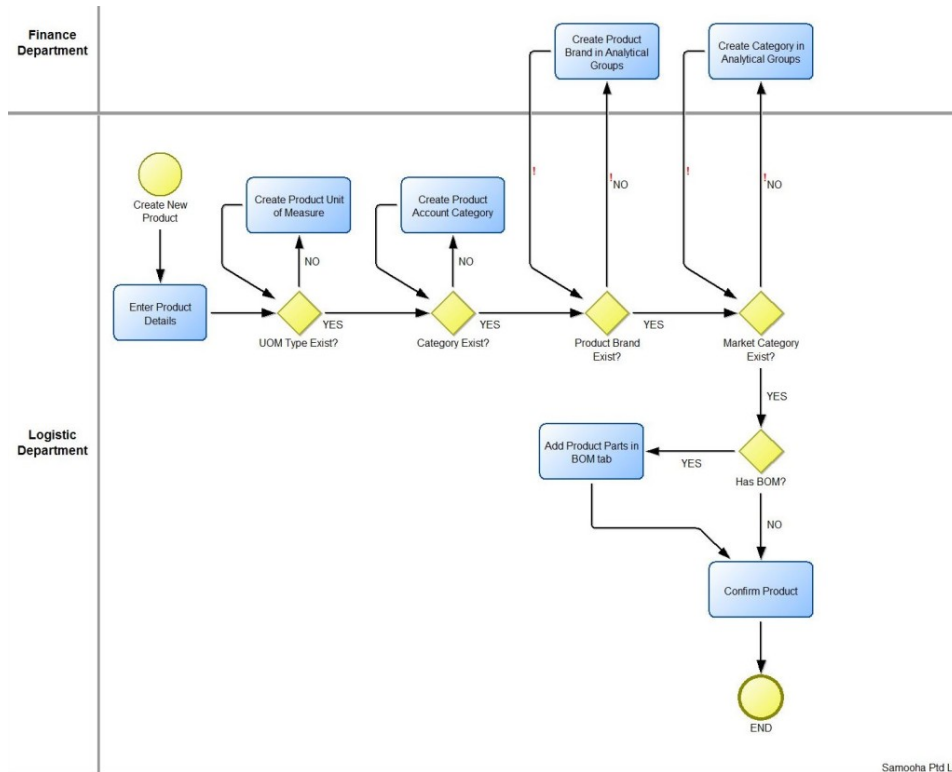 Finance
Department
Create Product
Brand in Analytical
Groups
Create Category in
Analytical Groups
!
!
NO
!
!
NO
Create New
Product
Create Product Unit
of Measure
Create Product
Account Category
NO
NO
Enter Product
Details
YES
UOM Type Exist?
YES
Category Exist?
YES
Product Brand
Exist?
Market Category
Exist?
YES
Logistic
Department
Add Product Parts in
BOM tab
YES
Has BOM?
NO
Confirm Product
END
Samooha Ptd L